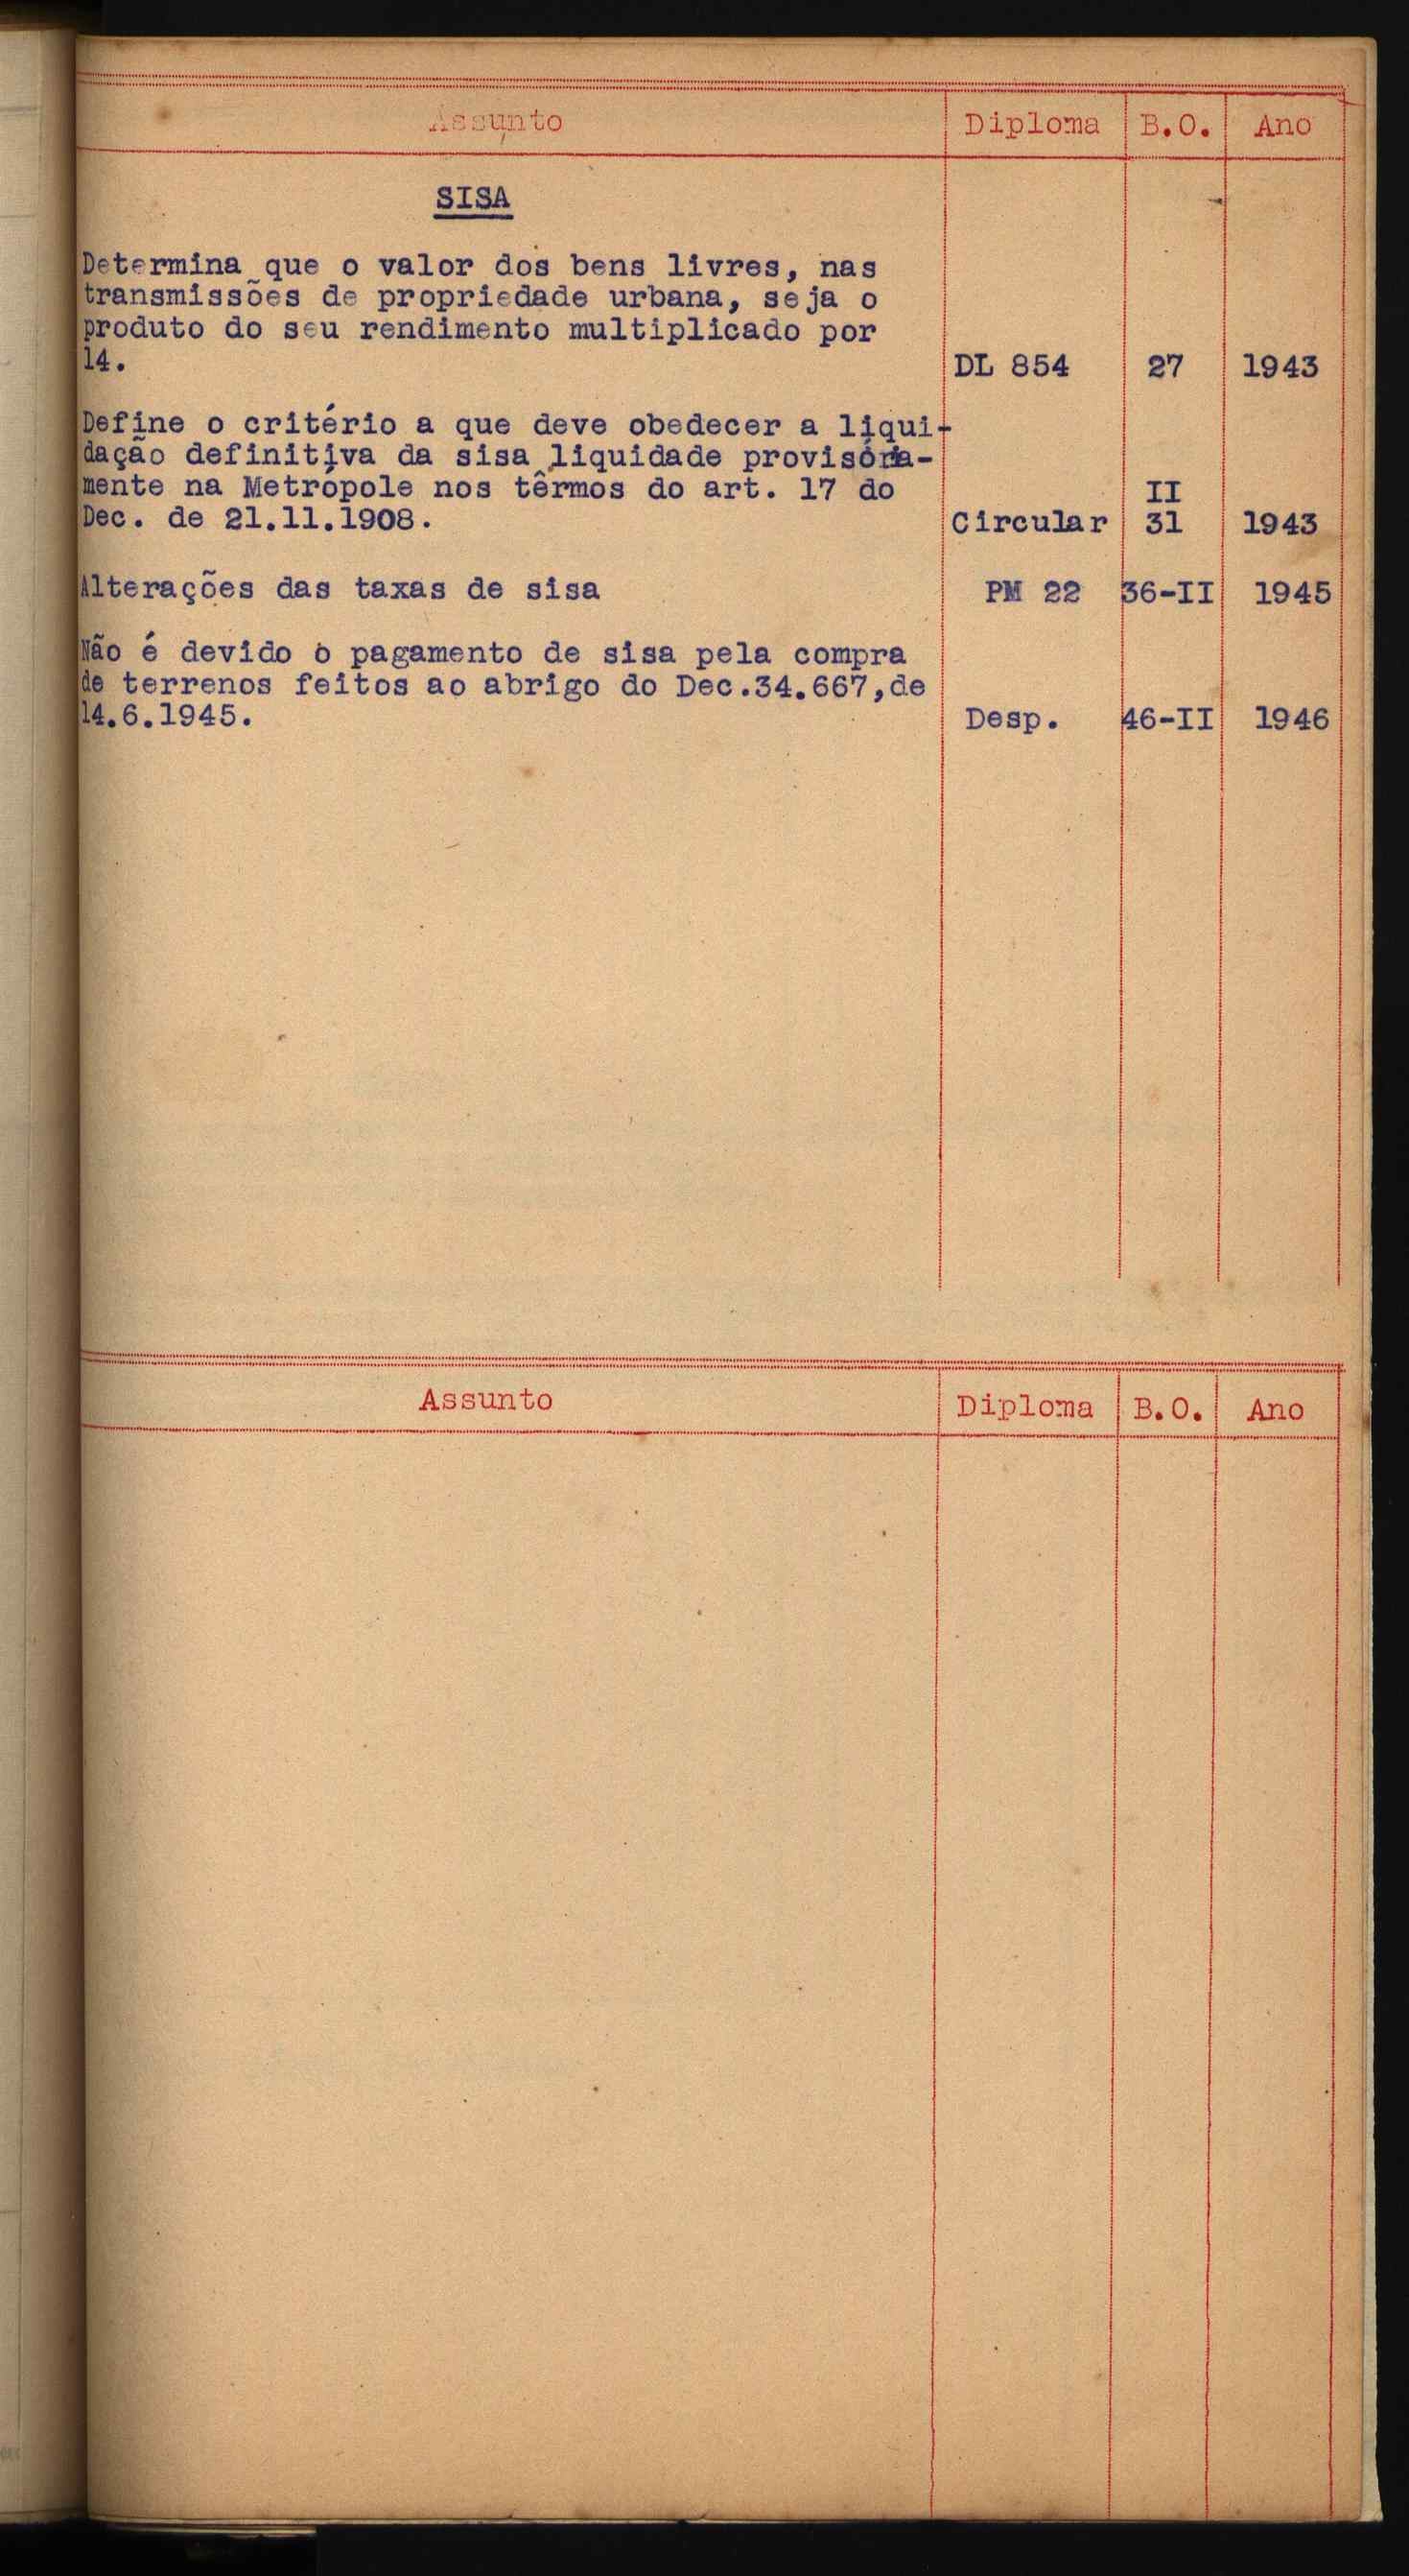 Assunto Diploma B.O. Ano
SISA
Determina que o valor dos bens livres, nas
transmissões de propriedade urbana, seja o
produto do seu rendimento multiplicado por
14. DL 854 27 1943
Define o critério a que deve obedecer a liqui-
dação definitiva da sisa liquidade provisória-
mente na Metropole nos têrmos do art. 17 do II
Dec. de 21.11.1908. Circular 31 1943
Alterações das taxas de sisa PM 22 36-II 1945
Não é devido o pagamento de sisa pela compra
de terrenos feitos ao abrigo do Dec.34.667,de
14.6.1945. Desp. 46-II 1946
Assunto Diploma B.O. Ano